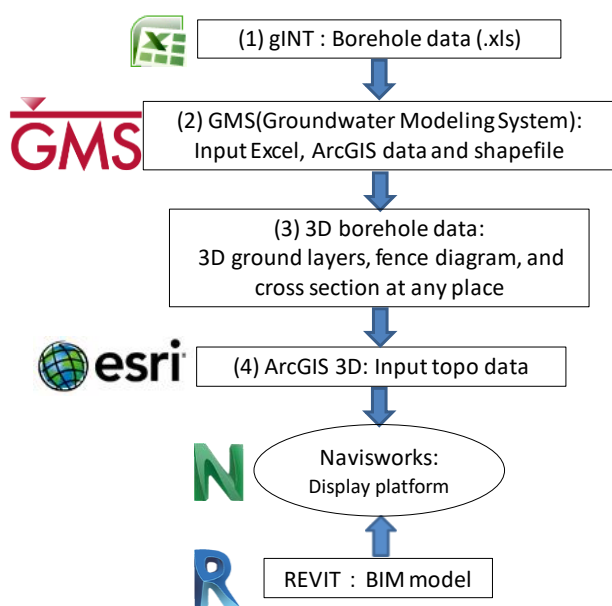 (1) gINT : Borehole data (.xls)
GMS
(2) GMS(Groundwater Modeling System):
Input Excel, ArcGIS data and shapefile
(3) 3D borehole data:
3D ground layers, fence diagram, and
cross section at any place
esri
(4) ArcGIS 3D: Input topo data
N
Navisworks:
Display platform
R
REVIT : BIM model